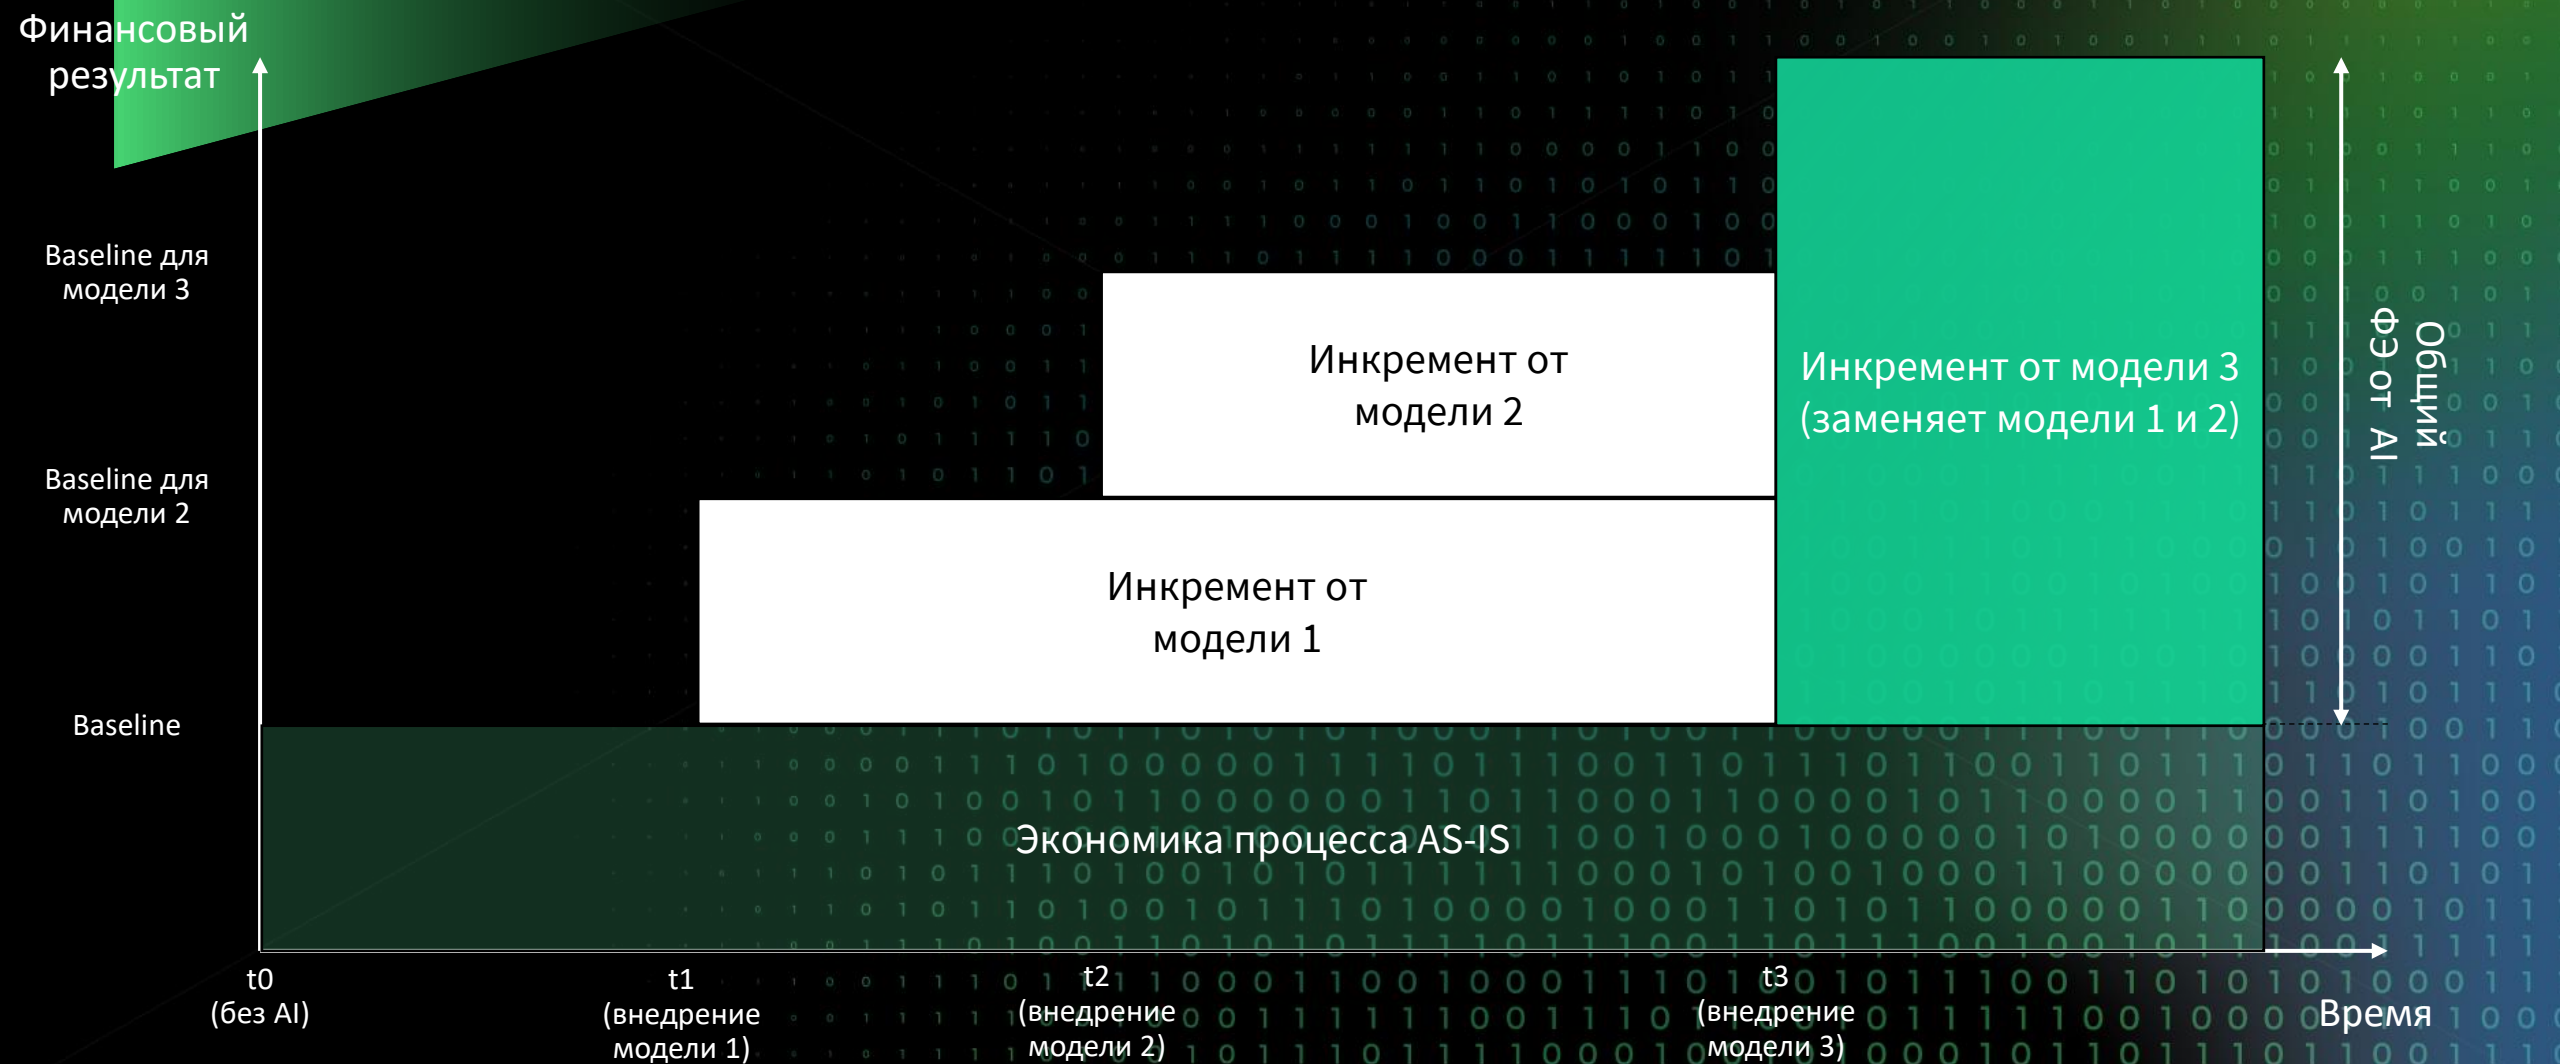 Финансовый
результат
Baseline для
модели 3
Baseline для
модели 2
Baseline
Инкремент от
модели 2
Инкремент от
модели 1
Инкремент от модели 3
(заменяет модели 1 и 2)
Общий
ФЭ от AI
Экономика процесса AS-IS
t0
(без AI)
t1
(внедрение
модели 1)
t2
(внедрение
модели 2)
t3
(внедрение
модели 3)
Время